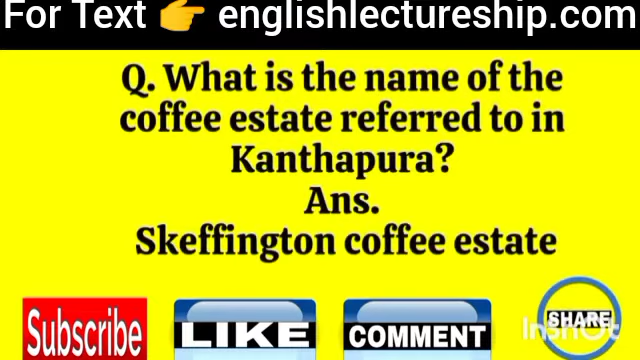 For Text 👉 englishlectureship.com
Q. What is the name of the
coffee estate referred to in
Kanthapura?
Ans.
Skeffington coffee estate
Subscribe
LIKE
COMMENT
SHARE
InShOt